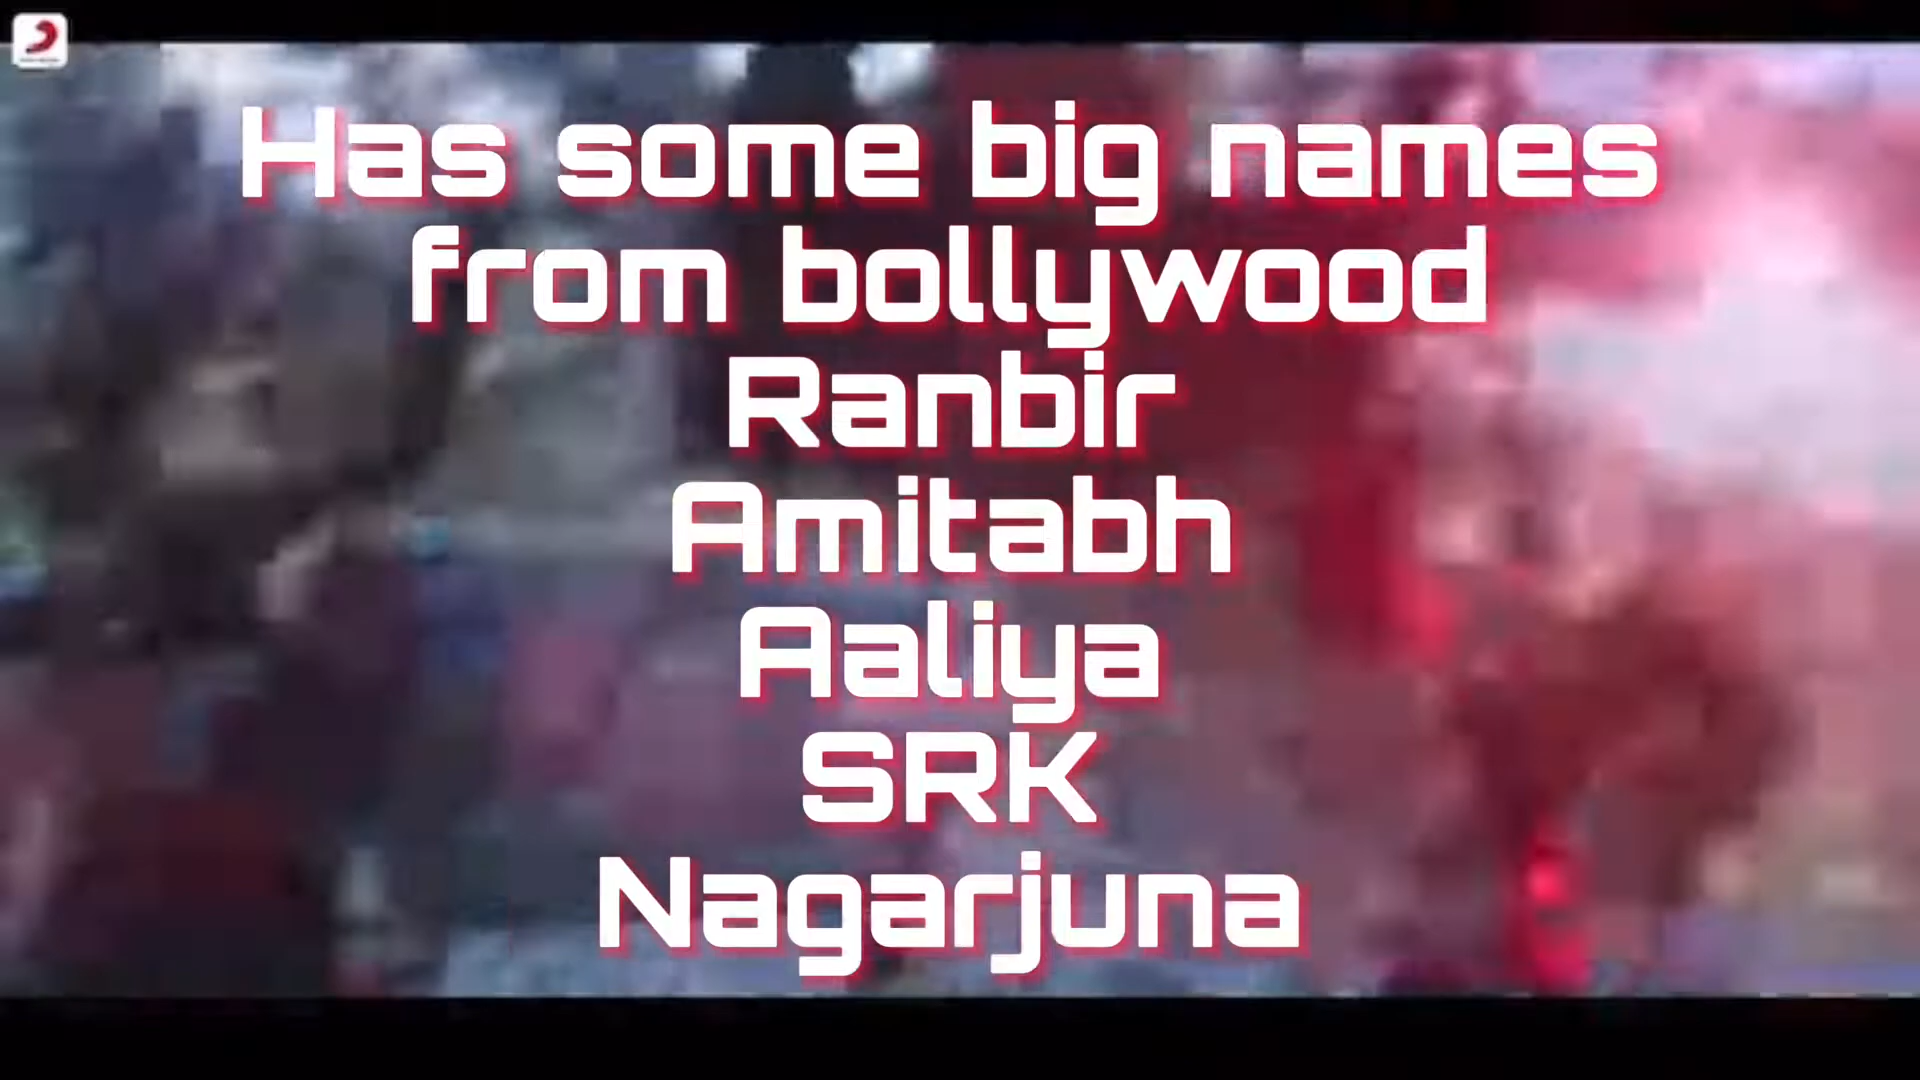 Has some big names
from bollywood
Ranbir
Amitabh
Aaliya
SRK
Nagarjuna